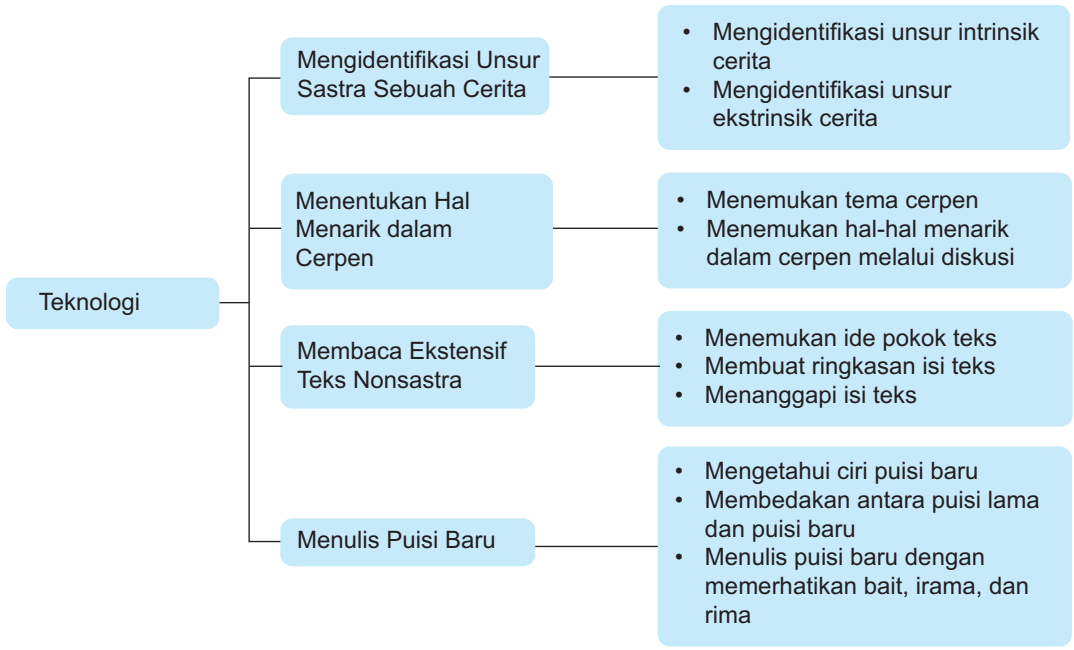 Teknologi
Mengidentifikasi Unsur
Sastra Sebuah Cerita
• Mengidentifikasi unsur intrinsik
cerita
• Mengidentifikasi unsur
ekstrinsik cerita
Menentukan Hal
Menarik dalam
Cerpen
• Menemukan tema cerpen
• Menemukan hal-hal menarik
dalam cerpen melalui diskusi
Membaca Ekstensif
Teks Nonsastra
• Menemukan ide pokok teks
• Membuat ringkasan isi teks
• Menanggapi isi teks
Menulis Puisi Baru
• Mengetahui ciri puisi baru
• Membedakan antara puisi lama
dan puisi baru
• Menulis puisi baru dengan
memerhatikan bait, irama, dan
rima